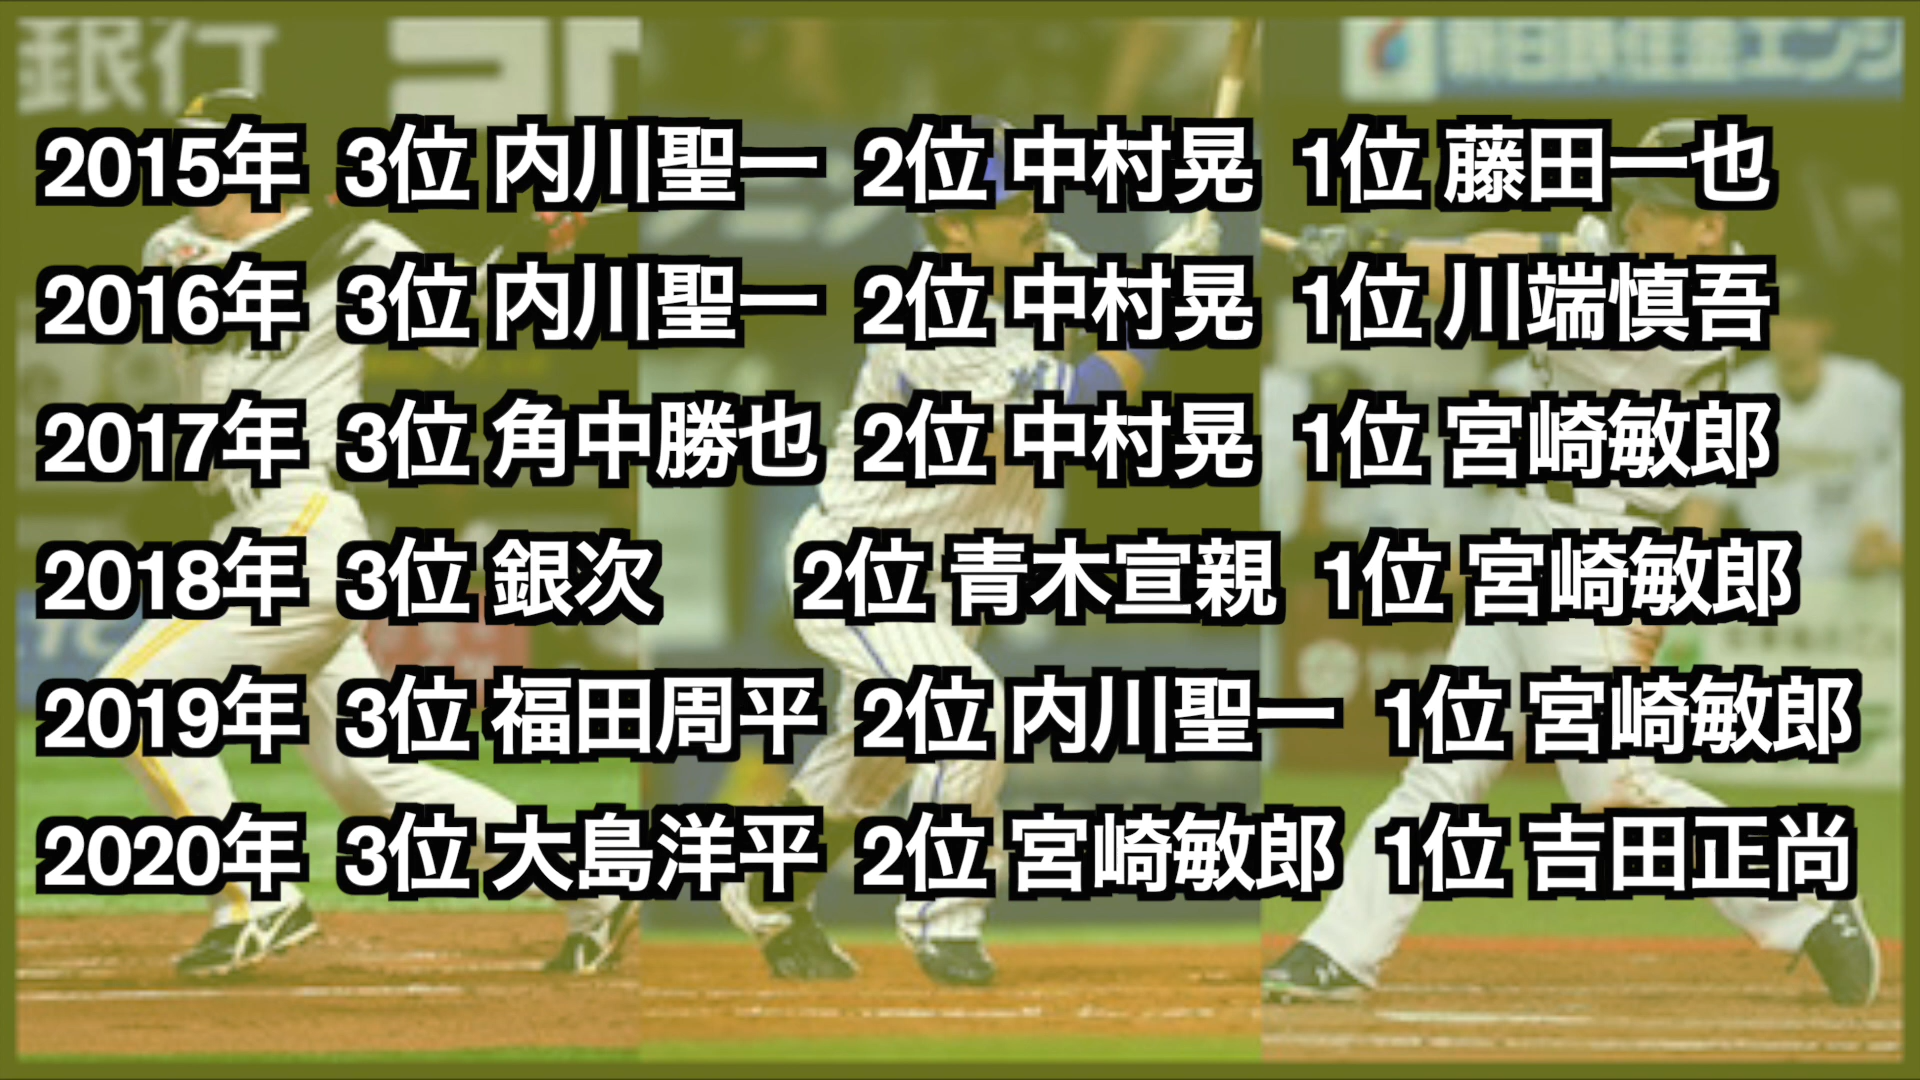 銀行
2015年 3位 内川聖一 2位 中村晃 1位 藤田一也
2016年 3位 内川聖一 2位 中村晃 1位 川端慎吾
2017年 3位 角中勝也 2位 中村晃 1位 宮崎敏郎
2018年 3位 銀次 2位 青木宣親 1位 宮崎敏郎
2019年 3位 福田周平 2位 内川聖一 1位 宮崎敏郎
2020年 3位 大島洋平 2位 宮崎敏郎 1位 吉田正尚